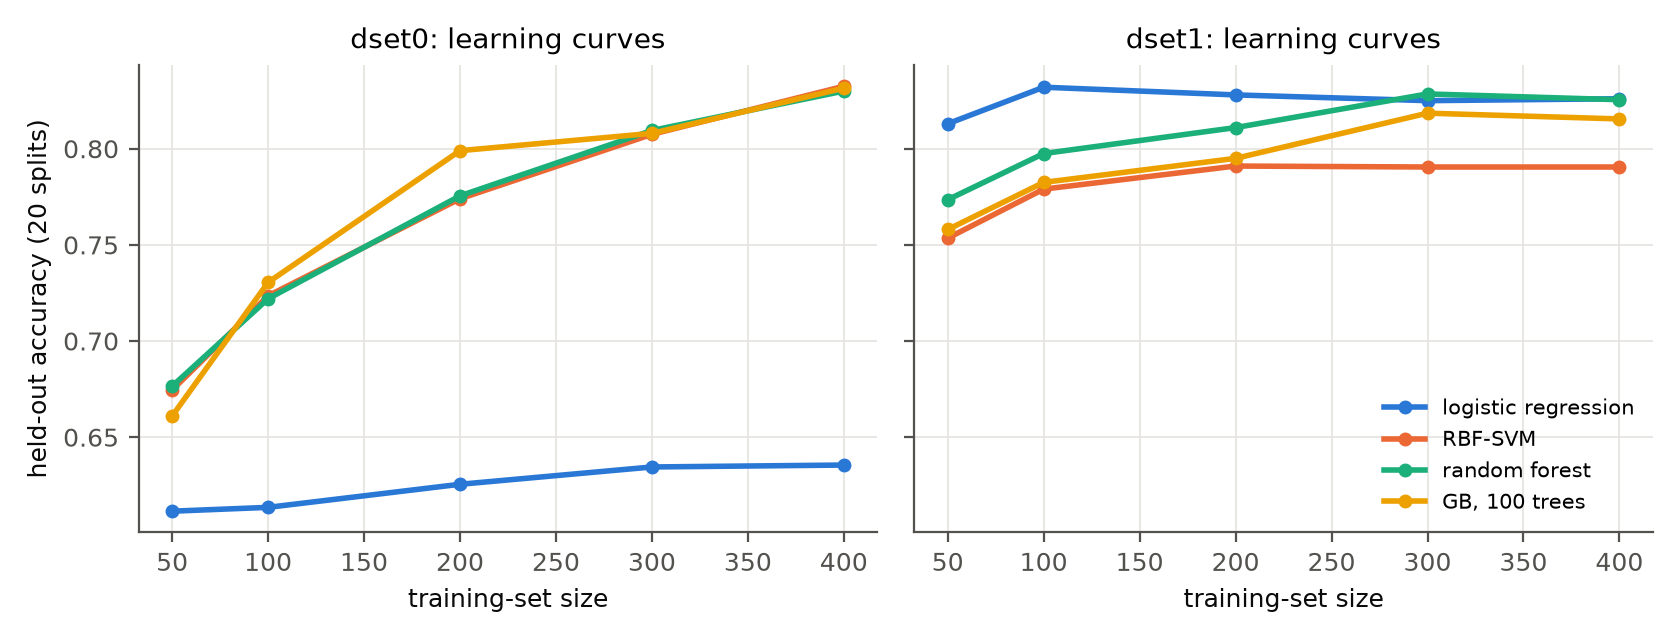 dset0: learning curves
dset1: learning curves
held-out accuracy (20 splits)
0.80
0.75
0.70
0.65
50 100 150 200 250 300 350 400
50 100 150 200 250 300 350 400
training-set size
training-set size
logistic regression
RBF-SVM
random forest
GB, 100 trees